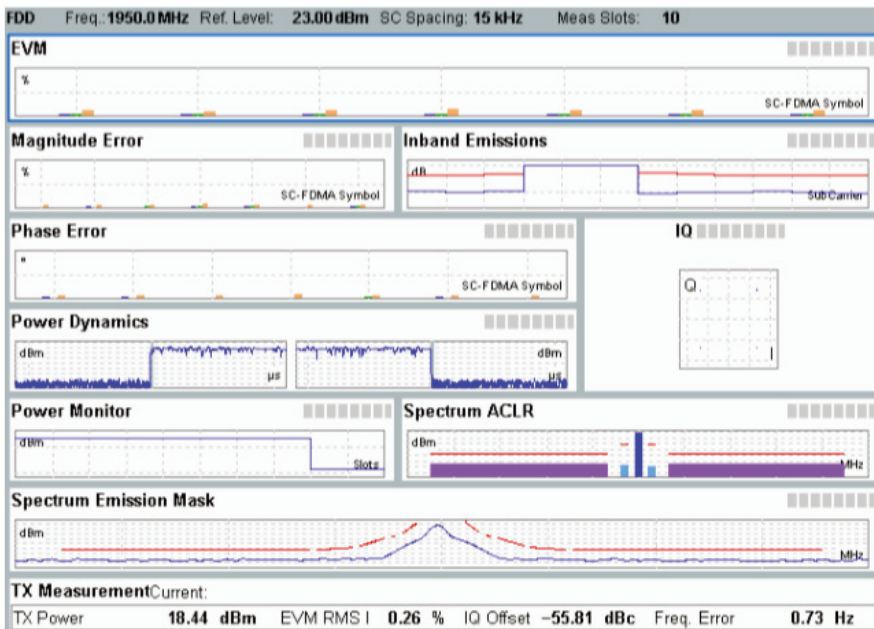 FDD Freq.: 1950.0 MHz Ref. Level: 23.00 dBm SC Spacing: 15 kHz Meas Slots: 10
EVM
%
SC-FDMA Symbol
Magnitude Error
%
SC-FDMA Symbol
Inband Emissions
dB
Sub Carrier
Phase Error
°
SC-FDMA Symbol
IQ
Q
I
Power Dynamics
dBm
µs
dBm
µs
Power Monitor
dBm
Slots
Spectrum ACLR
dBm
MHz
Spectrum Emission Mask
dBm
MHz
TX Measurement Current:
TX Power 18.44 dBm EVM RMS I 0.26 % IQ Offset -55.81 dBc Freq. Error 0.73 Hz